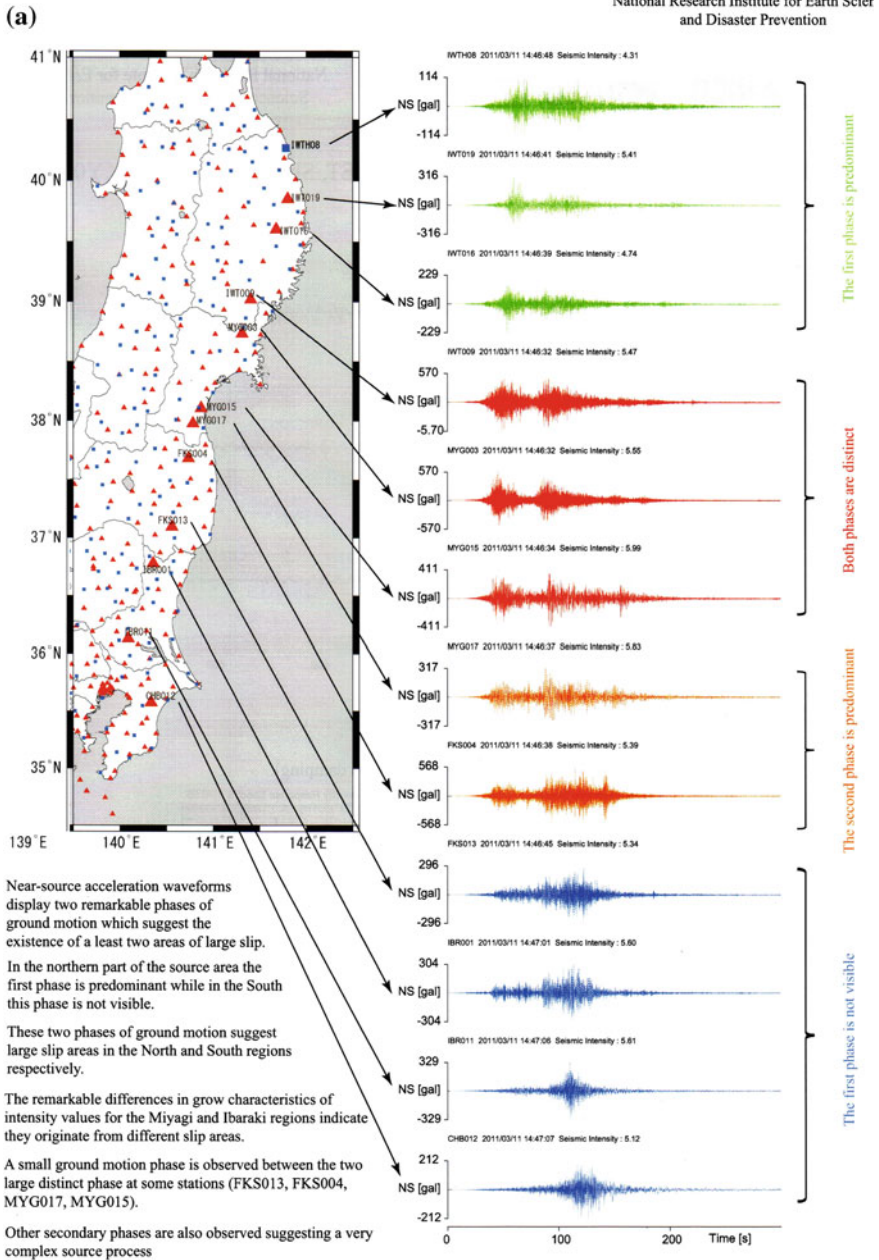 (a)
National Research Institute for Earth Scien
and Disaster Prevention
41°N
40°N
39°N
38°N
37°N
36°N
35°N
139°E
140°E
141°E
142°E
IWTH08
IWT019
IWT016
IWT009
MYG003
MYG015
MYG017
FKS004
FKS013
IBR001
IBR011
CHB012
IWTH08 2011/03/11 14:46:48 Seismic Intensity : 4.31
114
NS [gal]
-114
IWT019 2011/03/11 14:46:41 Seismic Intensity : 5.41
316
NS [gal]
-316
IWT016 2011/03/11 14:46:39 Seismic Intensity : 4.74
229
NS [gal]
-229
The first phase is predominant
IWT009 2011/03/11 14:46:32 Seismic Intensity : 5.47
570
NS [gal]
-5.70
MYG003 2011/03/11 14:46:32 Seismic Intensity : 5.55
570
NS [gal]
-570
MYG015 2011/03/11 14:46:34 Seismic Intensity : 5.99
411
NS [gal]
-411
Both phases are distinct
MYG017 2011/03/11 14:46:37 Seismic Intensity : 5.83
317
NS [gal]
-317
FKS004 2011/03/11 14:46:38 Seismic Intensity : 5.39
568
NS [gal]
-568
The second phase is predominant
FKS013 2011/03/11 14:46:45 Seismic Intensity : 5.34
296
NS [gal]
-296
IBR001 2011/03/11 14:47:01 Seismic Intensity : 5.60
304
NS [gal]
-304
IBR011 2011/03/11 14:47:06 Seismic Intensity : 5.61
329
NS [gal]
-329
CHB012 2011/03/11 14:47:07 Seismic Intensity : 5.12
212
NS [gal]
-212
The first phase is not visible
0
100
200
Time [s]
Near-source acceleration waveforms
display two remarkable phases of
ground motion which suggest the
existence of a least two areas of large slip.
In the northern part of the source area the
first phase is predominant while in the South
this phase is not visible.
These two phases of ground motion suggest
large slip areas in the North and South regions
respectively.
The remarkable differences in grow characteristics of
intensity values for the Miyagi and Ibaraki regions indicate
they originate from different slip areas.
A small ground motion phase is observed between the two
large distinct phase at some stations (FKS013, FKS004,
MYG017, MYG015).
Other secondary phases are also observed suggesting a very
complex source process